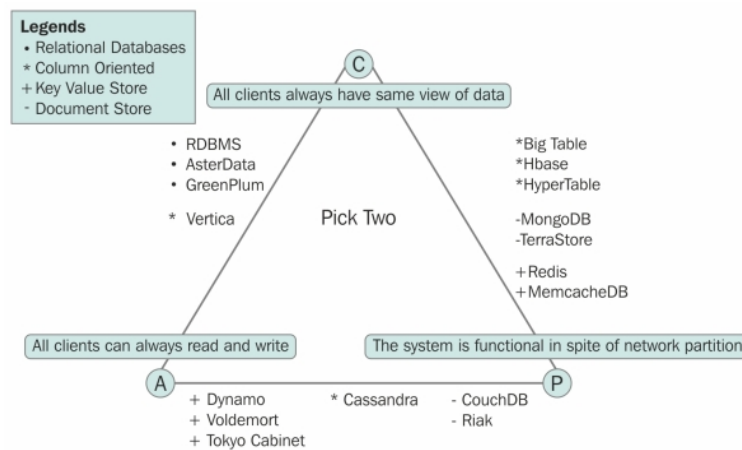 Legends
• Relational Databases
* Column Oriented
+ Key Value Store
- Document Store
C
All clients always have same view of data
• RDBMS
• AsterData
• GreenPlum
* Vertica
Pick Two
*Big Table
*Hbase
*HyperTable
-MongoDB
-TerraStore
+Redis
+MemcacheDB
All clients can always read and write
The system is functional in spite of network partition
A
P
+ Dynamo
+ Voldemort
+ Tokyo Cabinet
* Cassandra
- CouchDB
- Riak